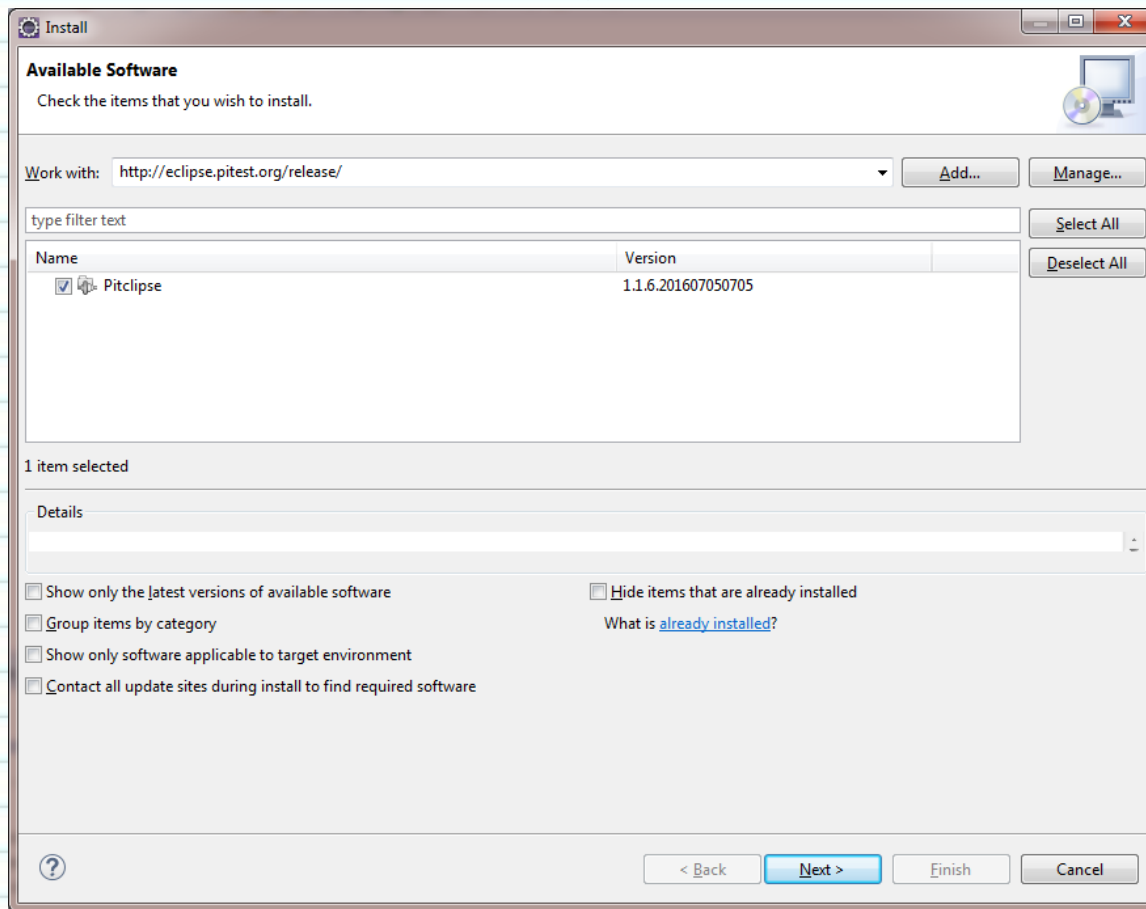 Install
Available Software
Check the items that you wish to install.
Work with: http://eclipse.pitest.org/release/ Add... Manage...
type filter text Select All
Name Version Deselect All
Pitclipse 1.1.6.201607050705
1 item selected
Details
Show only the latest versions of available software Hide items that are already installed
Group items by category What is already installed?
Show only software applicable to target environment
Contact all update sites during install to find required software
? < Back Next > Finish Cancel